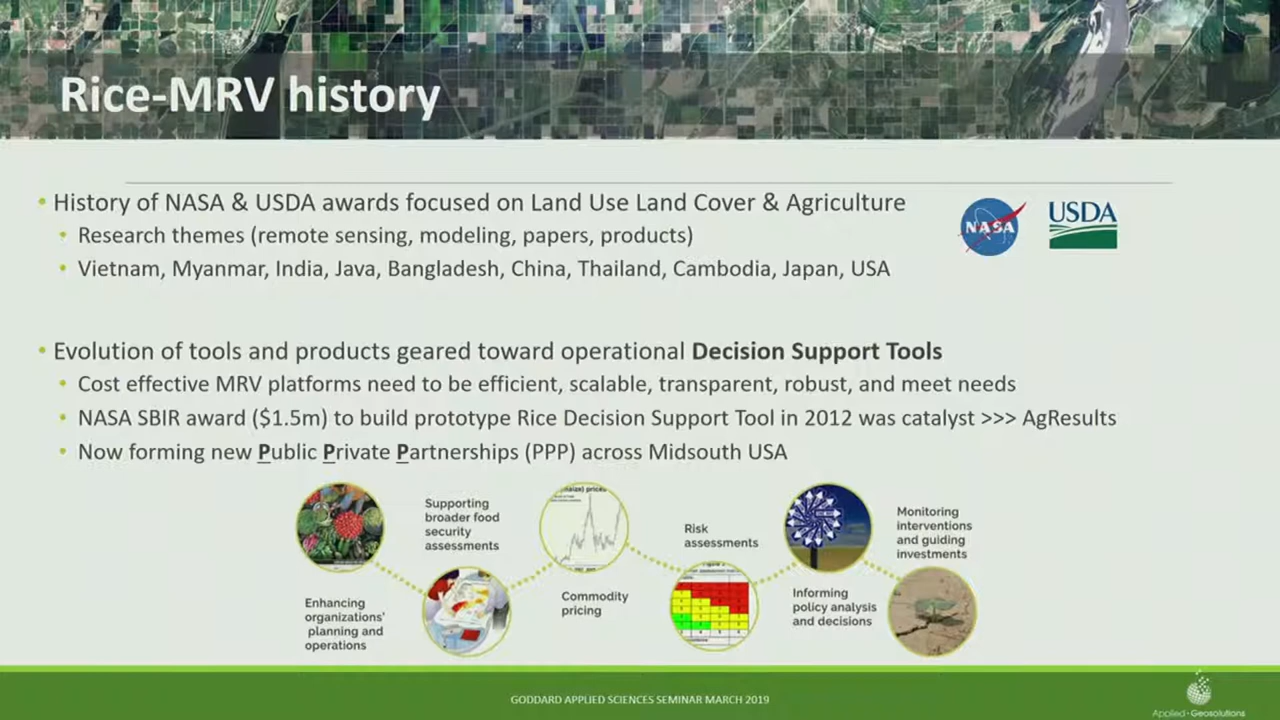 Rice-MRV history
• History of NASA & USDA awards focused on Land Use Land Cover & Agriculture
NASA
USDA
• Research themes (remote sensing, modeling, papers, products)
• Vietnam, Myanmar, India, Java, Bangladesh, China, Thailand, Cambodia, Japan, USA
• Evolution of tools and products geared toward operational Decision Support Tools
• Cost effective MRV platforms need to be efficient, scalable, transparent, robust, and meet needs
• NASA SBIR award ($1.5m) to build prototype Rice Decision Support Tool in 2012 was catalyst >>> AgResults
• Now forming new Public Private Partnerships (PPP) across Midsouth USA
Enhancing
organizations'
planning and
operations
Supporting
broader food
security
assessments
prices
Commodity
pricing
Risk
assessments
Informing
policy analysis
and decisions
Monitoring
interventions
and guiding
investments
GODDARD APPLIED SCIENCES SEMINAR MARCH 2019
Applied-Geosolutions